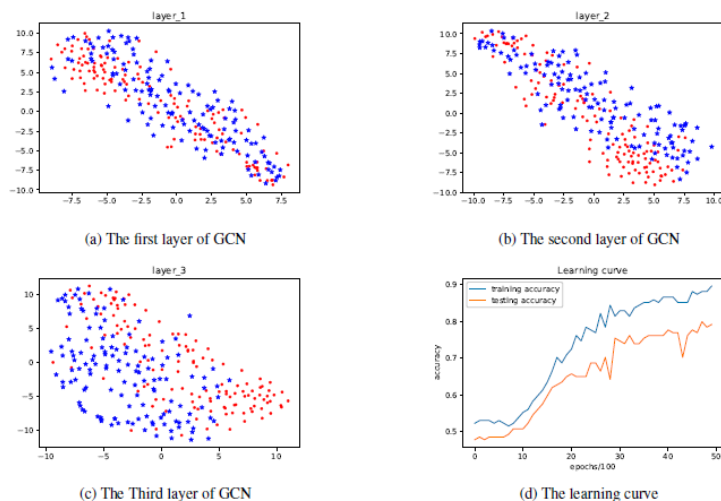 layer_1
10.0
7.5
5.0
2.5
0.0
−2.5
−5.0
−7.5
−10.0
−7.5 −5.0 −2.5 0.0 2.5 5.0 7.5
(a) The first layer of GCN
layer_2
10.0
7.5
5.0
2.5
0.0
−2.5
−5.0
−7.5
−10.0
−10.0 −7.5 −5.0 −2.5 0.0 2.5 5.0 7.5 10.0
(b) The second layer of GCN
layer_3
10
5
0
−5
−10
−10 −5 0 5 10
(c) The Third layer of GCN
Learning curve
training accuracy
testing accuracy
0.9
0.8
0.7
0.6
0.5
accuracy
0 10 20 30 40 50
epochs/100
(d) The learning curve